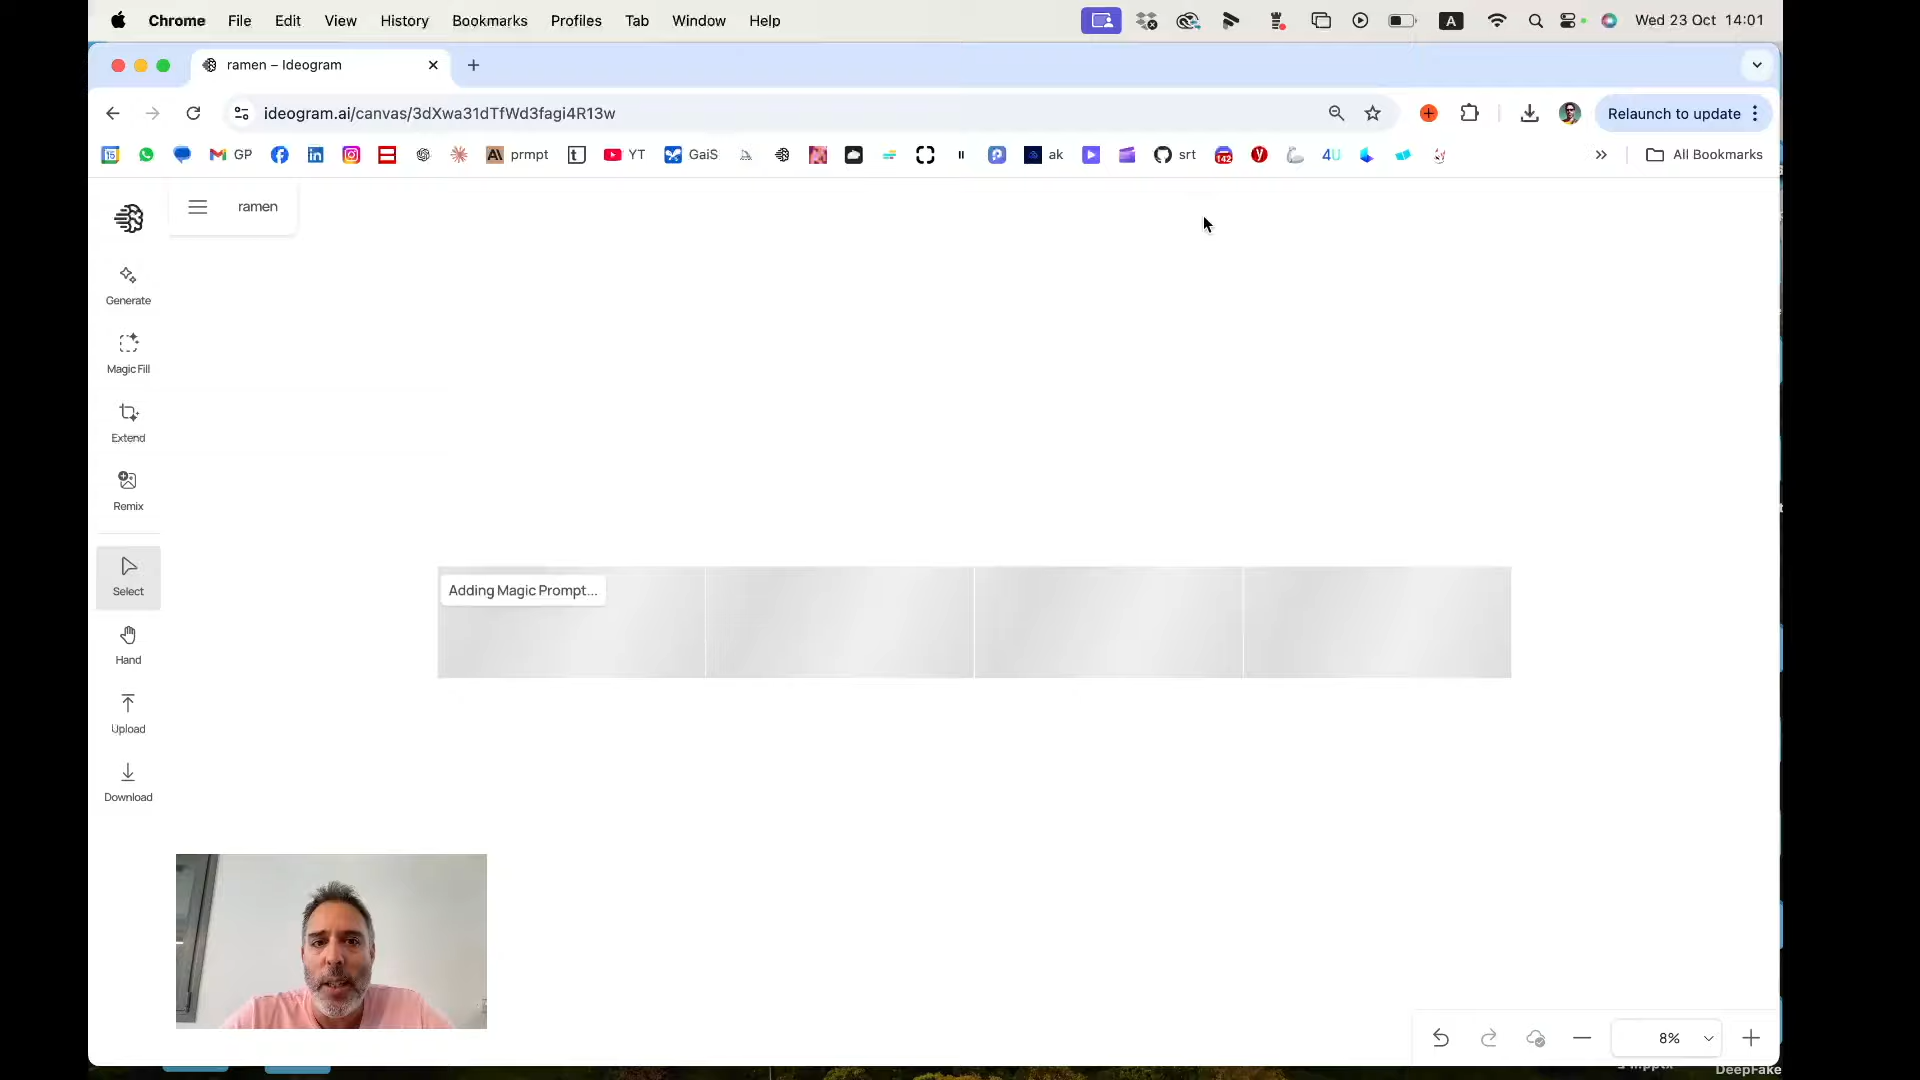 Chrome File Edit View History Bookmarks Profiles Tab Window Help
A Wed 23 Oct 14:01
ramen – Ideogram
ideogram.ai/canvas/3dXwa31dTfWd3fagi4R13w
Relaunch to update
15 GP prmpt YT GaiS ak srt 142 4U All Bookmarks
ramen
Generate
Magic Fill
Extend
Remix
Select
Hand
Upload
Download
Adding Magic Prompt...
8%
DeepFake